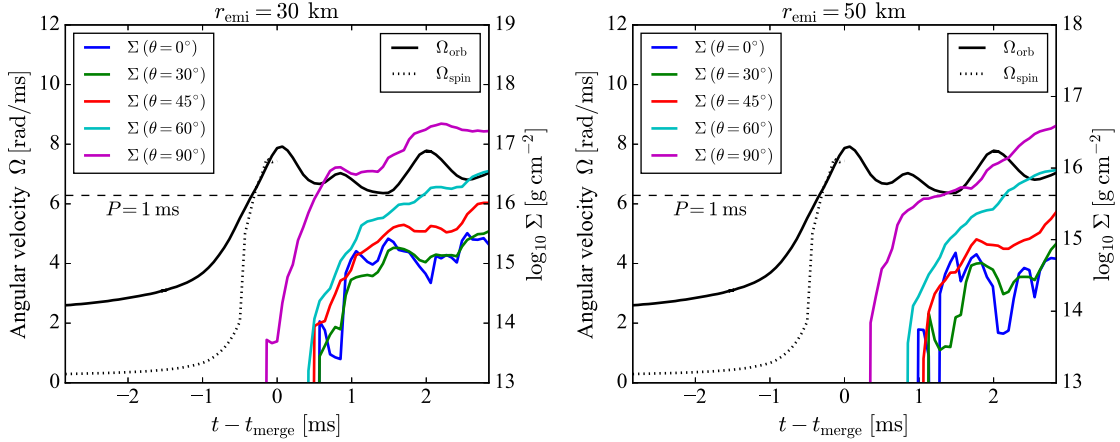 r_emi = 30 km
12
10
8
6
4
2
0
Angular velocity Ω [rad/ms]
Σ (θ = 0°)
Σ (θ = 30°)
Σ (θ = 45°)
Σ (θ = 60°)
Σ (θ = 90°)
Ω_orb
Ω_spin
P = 1 ms
19
18
17
16
15
14
13
log₁₀ Σ [g cm⁻²]
−2 −1 0 1 2
t − t_merge [ms]
r_emi = 50 km
12
10
8
6
4
2
0
Angular velocity Ω [rad/ms]
Σ (θ = 0°)
Σ (θ = 30°)
Σ (θ = 45°)
Σ (θ = 60°)
Σ (θ = 90°)
Ω_orb
Ω_spin
P = 1 ms
18
17
16
15
14
13
log₁₀ Σ [g cm⁻²]
−2 −1 0 1 2
t − t_merge [ms]